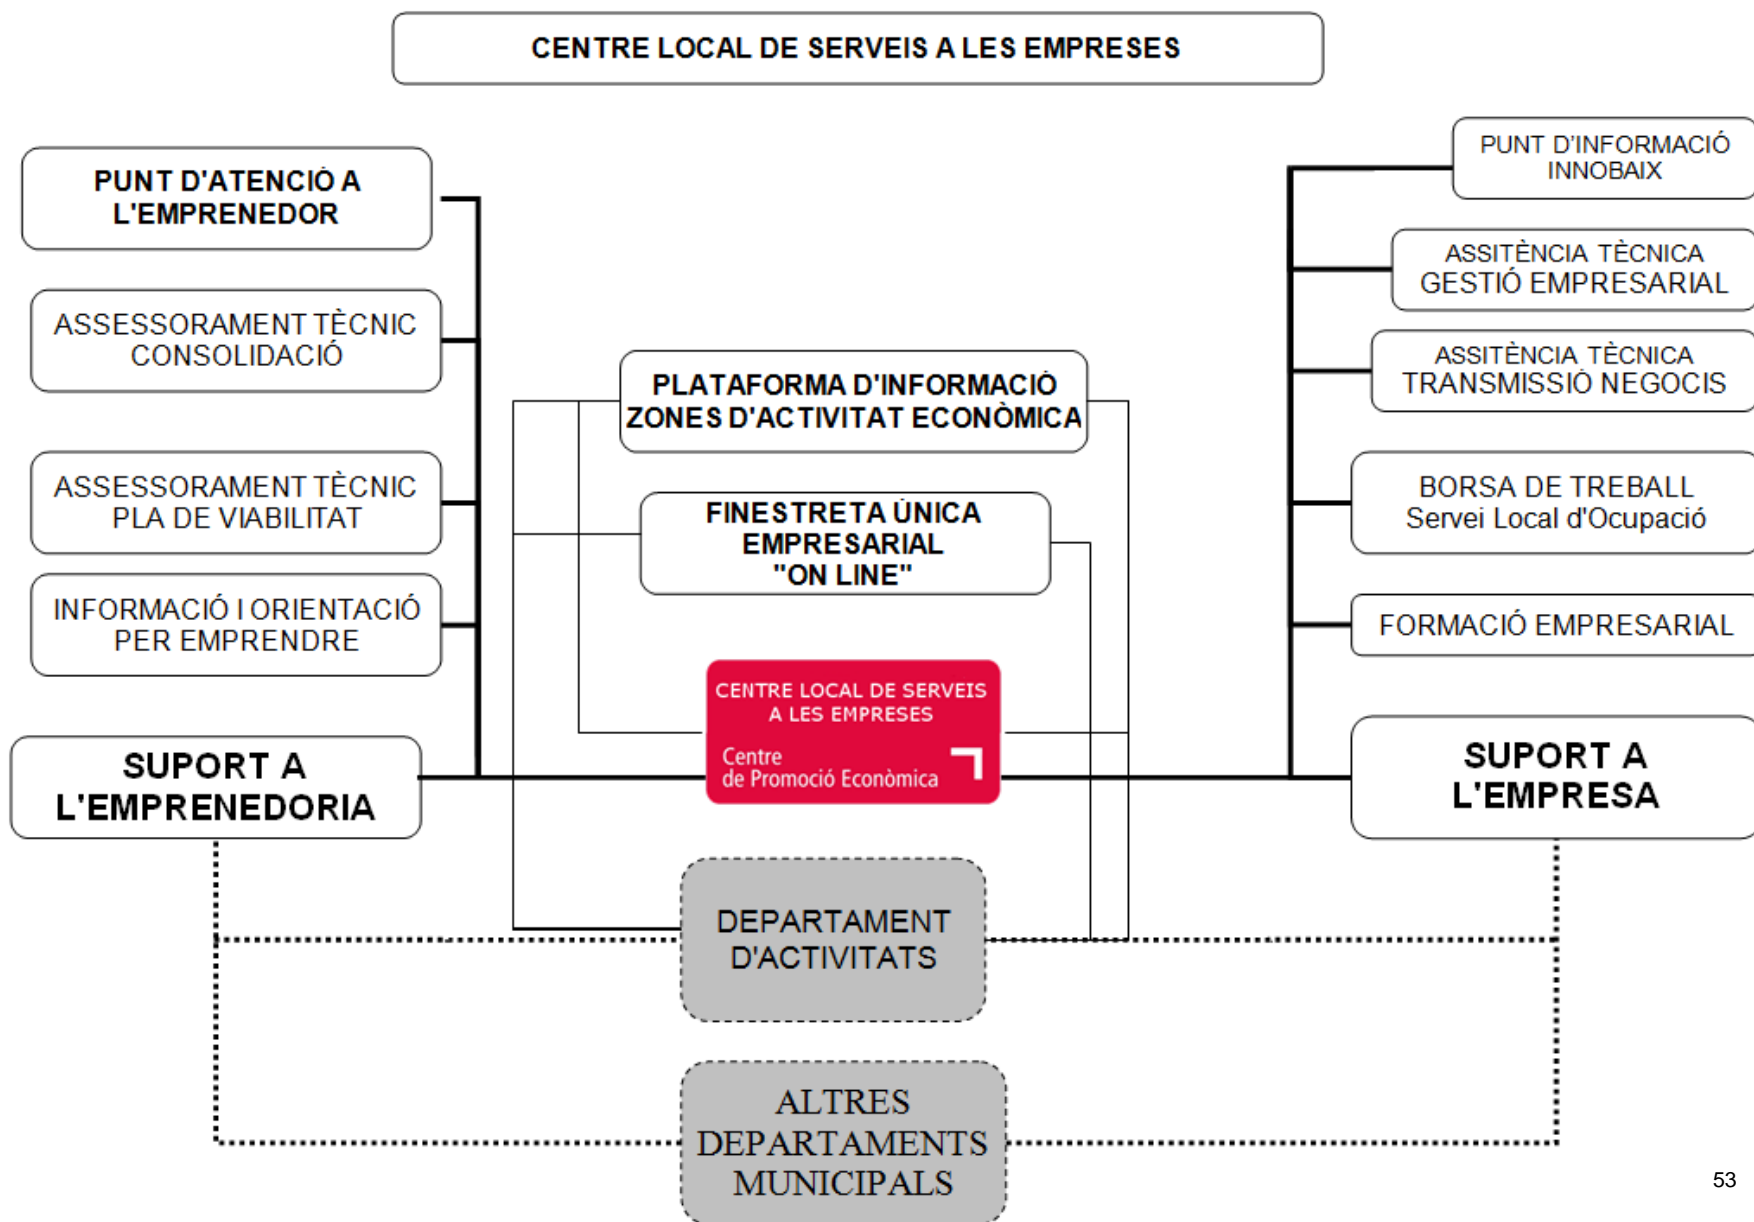 CENTRE LOCAL DE SERVEIS A LES EMPRESES
PUNT D'ATENCIÓ A
L'EMPRENEDOR
ASSESSORAMENT TÈCNIC
CONSOLIDACIÓ
ASSESSORAMENT TÈCNIC
PLA DE VIABILITAT
INFORMACIÓ I ORIENTACIÓ
PER EMPRENDRE
SUPORT A
L'EMPRENEDORIA
PLATAFORMA D'INFORMACIÓ
ZONES D'ACTIVITAT ECONÒMICA
FINESTRETA ÚNICA
EMPRESARIAL
"ON LINE"
CENTRE LOCAL DE SERVEIS
A LES EMPRESES
Centre
de Promoció Econòmica
DEPARTAMENT
D'ACTIVITATS
ALTRES
DEPARTAMENTS
MUNICIPALS
PUNT D'INFORMACIÓ
INNOBAIX
ASSITÈNCIA TÈCNICA
GESTIÓ EMPRESARIAL
ASSITÈNCIA TÈCNICA
TRANSMISSIÓ NEGOCIS
BORSA DE TREBALL
Servei Local d'Ocupació
FORMACIÓ EMPRESARIAL
SUPORT A
L'EMPRESA
53